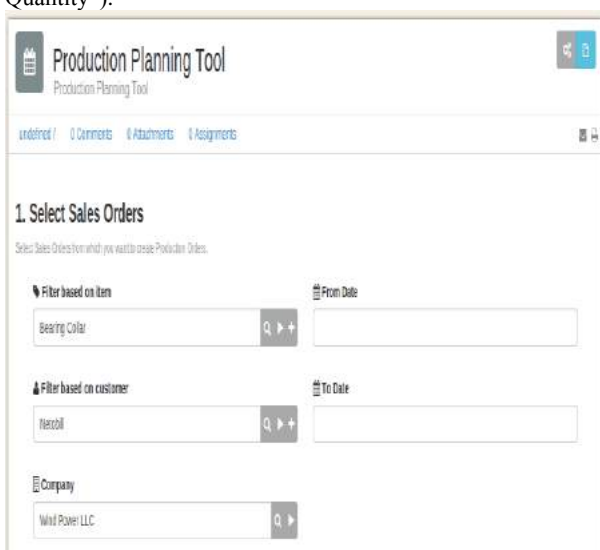 Quantity").
Production Planning Tool
Production Planning Tool
undefined / 0 Comments 0 Attachments 0 Assignments
1. Select Sales Orders
Select Sales Orders from which you want to create Production Orders.
Filter based on item
From Date
Bearing Collar
Filter based on customer
To Date
Company
Wind Power LLC